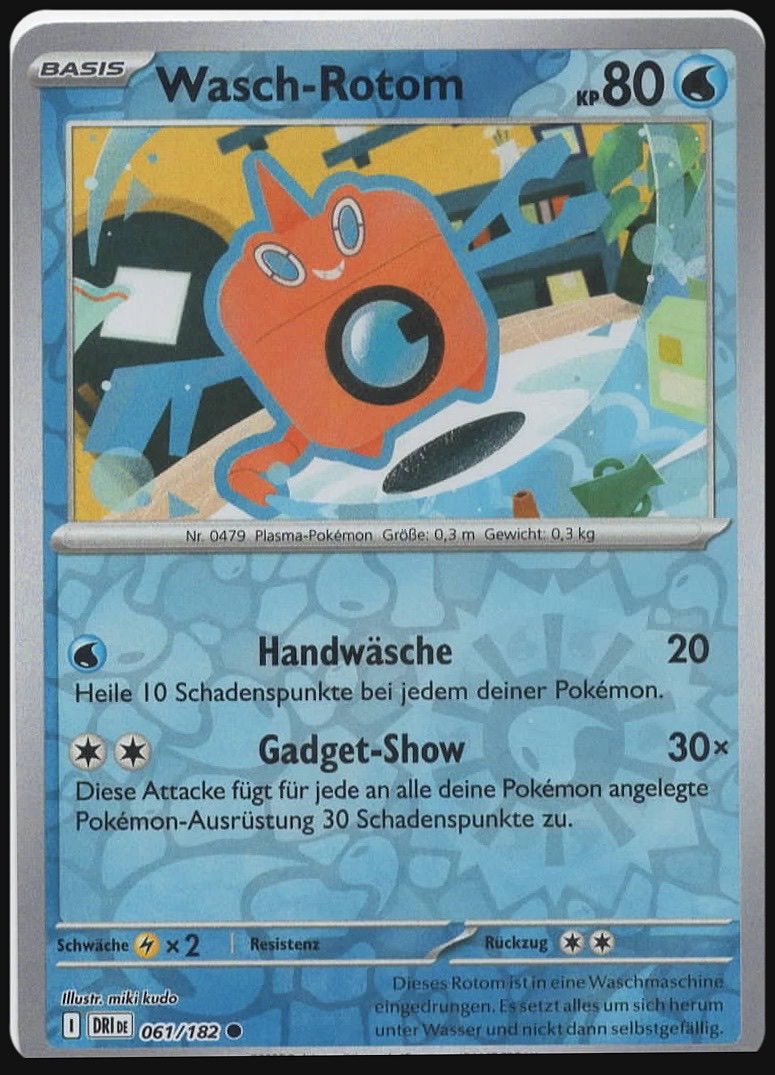 BASIS Wasch-Rotom KP 80
Nr. 0479 Plasma-Pokémon Größe: 0,3 m Gewicht: 0,3 kg
Handwäsche 20
Heile 10 Schadenspunkte bei jedem deiner Pokémon.
Gadget-Show 30×
Diese Attacke fügt für jede an alle deine Pokémon angelegte
Pokémon-Ausrüstung 30 Schadenspunkte zu.
Schwäche ×2 Resistenz Rückzug
Illustr. miki kudo
I DRI DE 061/182
Dieses Rotom ist in eine Waschmaschine
eingedrungen. Es setzt alles um sich herum
unter Wasser und nickt dann selbstgefällig.